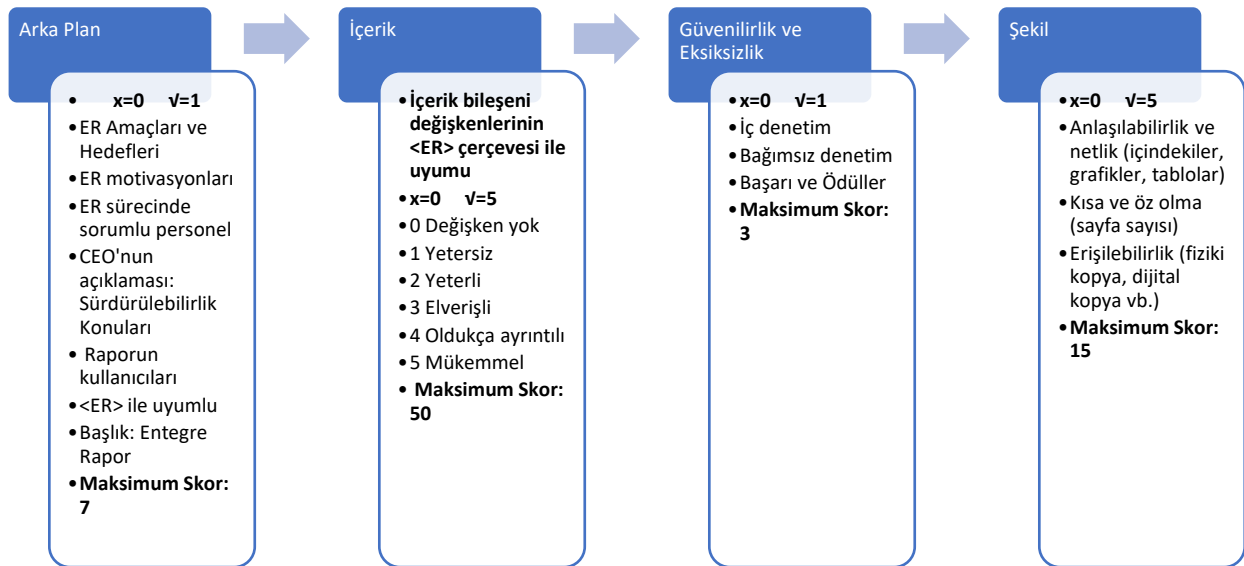 Arka Plan
• x=0 √=1
•ER Amaçları ve
Hedefleri
•ER motivasyonları
•ER sürecinde
sorumlu personel
•CEO'nun
açıklaması:
Sürdürülebilirlik
Konuları
• Raporun
kullanıcıları
•<ER> ile uyumlu
•Başlık: Entegre
Rapor
•Maksimum Skor:
7
İçerik
•İçerik bileşeni
değişkenlerinin
<ER> çerçevesi ile
uyumu
•x=0 √=5
•0 Değişken yok
•1 Yetersiz
•2 Yeterli
•3 Elverişli
•4 Oldukça ayrıntılı
•5 Mükemmel
• Maksimum Skor:
50
Güvenilirlik ve
Eksiksizlik
•x=0 √=1
•İç denetim
•Bağımsız denetim
•Başarı ve Ödüller
•Maksimum Skor:
3
Şekil
•x=0 √=5
•Anlaşılabilirlik ve
netlik (içindekiler,
grafikler, tablolar)
•Kısa ve öz olma
(sayfa sayısı)
•Erişilebilirlik (fiziki
kopya, dijital
kopya vb.)
•Maksimum Skor:
15